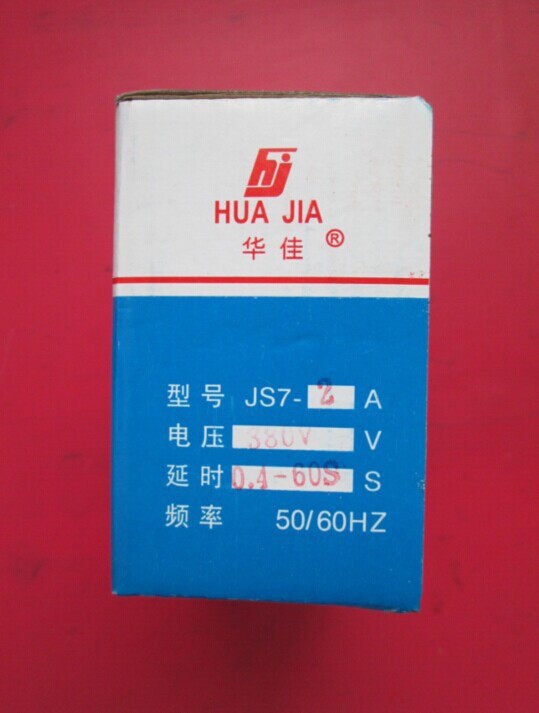 hj
HUA JIA
华佳 ®
型号 JS7-2 A
电压 380V V
延时 0.4-60S S
频率 50/60HZ